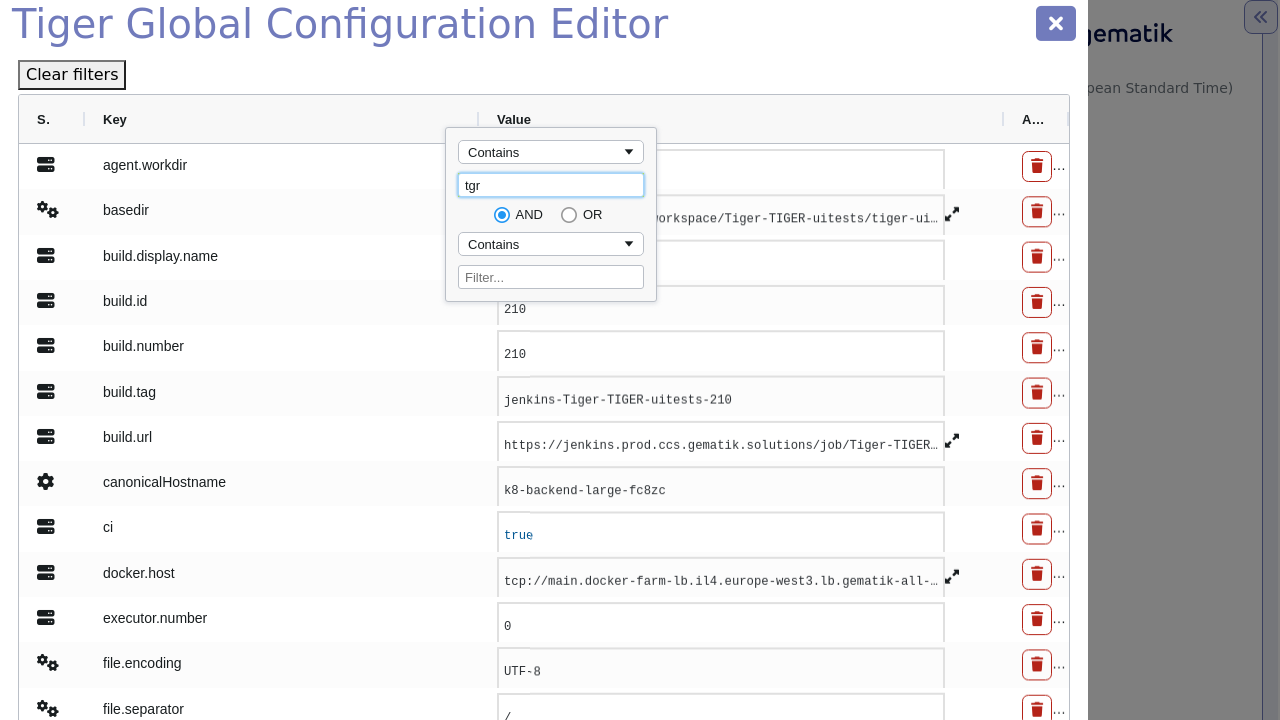 Tiger Global Configuration Editor
gematik
Clear filters
pean Standard Time)
S.
Key
Value
A...
Contains
tgr
AND
OR
Contains
Filter...
agent.workdir
...
basedir
workspace/Tiger-TIGER-uitests/tiger-ui…
...
build.display.name
...
build.id
210
...
build.number
210
...
build.tag
jenkins-Tiger-TIGER-uitests-210
...
build.url
https://jenkins.prod.ccs.gematik.solutions/job/Tiger-TIGER…
...
canonicalHostname
k8-backend-large-fc8zc
...
ci
true
...
docker.host
tcp://main.docker-farm-lb.il4.europe-west3.lb.gematik-all-…
...
executor.number
0
...
file.encoding
UTF-8
...
file.separator
/
...